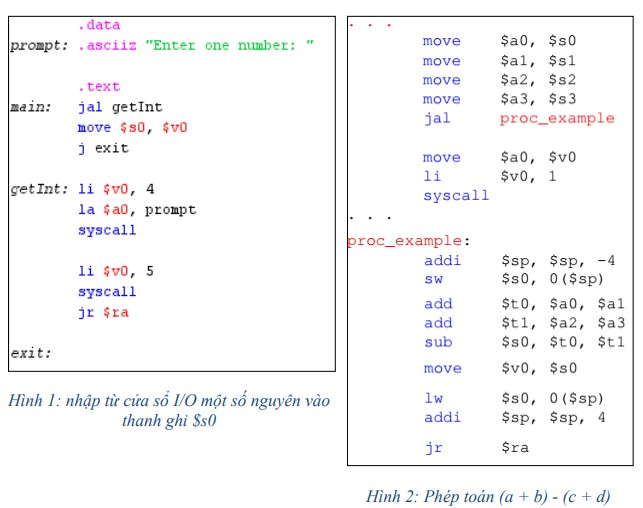 .data
prompt: .asciiz "Enter one number: "
.text
main: jal getInt
move $s0, $v0
j exit
getInt: li $v0, 4
la $a0, prompt
syscall
li $v0, 5
syscall
jr $ra
exit:
Hình 1: nhập từ cửa sổ I/O một số nguyên vào
thanh ghi $s0
. . .
move $a0, $s0
move $a1, $s1
move $a2, $s2
move $a3, $s3
jal proc_example
move $a0, $v0
li $v0, 1
syscall
. . .
proc_example:
addi $sp, $sp, -4
sw $s0, 0($sp)
add $t0, $a0, $a1
add $t1, $a2, $a3
sub $s0, $t0, $t1
move $v0, $s0
lw $s0, 0($sp)
addi $sp, $sp, 4
jr $ra
Hình 2: Phép toán (a + b) - (c + d)